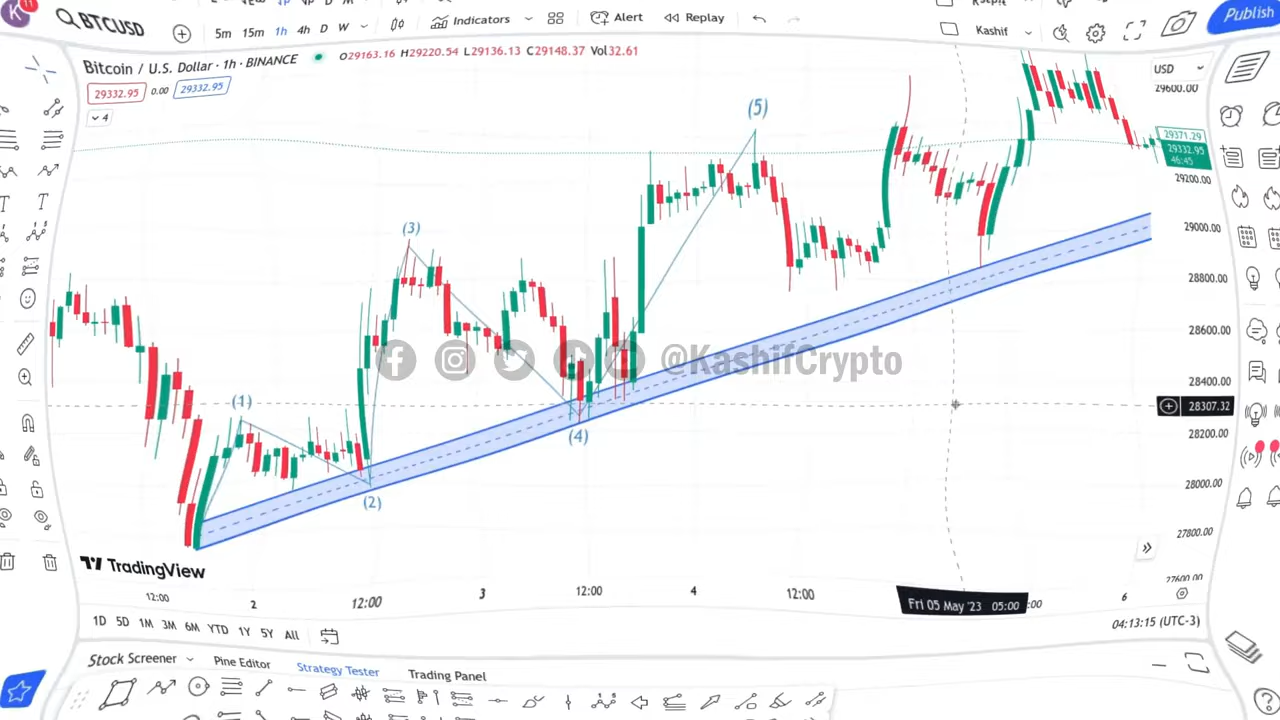 K
11
BTCUSD
5m 15m 1h 4h D W
Indicators
Alert
Replay
Kashif
Publish
Bitcoin / U.S. Dollar · 1h · BINANCE
O29163.16 H29220.54 L29136.13 C29148.37 Vol32.61
29332.95 0.00 29332.95
4
USD
29600.00
29371.29
29332.95
46:45
29200.00
29000.00
28800.00
28600.00
28400.00
28307.32
28200.00
28000.00
27800.00
27600.00
(1)
(2)
(3)
(4)
(5)
@KashifCrypto
TradingView
12:00 2 12:00 3 12:00 4 12:00 Fri 05 May '23 05:00 :00 6
1D 5D 1M 3M 6M YTD 1Y 5Y All
04:13:15 (UTC-3)
Stock Screener Pine Editor Strategy Tester Trading Panel